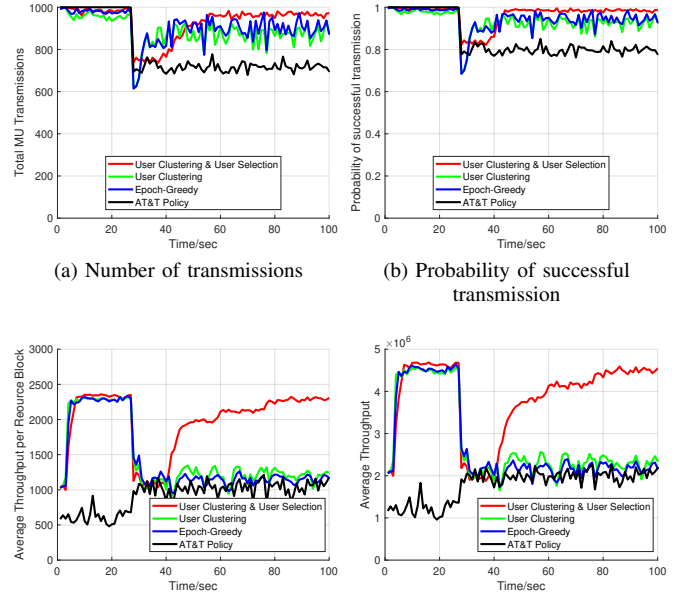 1000
800
600
400
200
0
Total MU Transmissions
User Clustering & User Selection
User Clustering
Epoch-Greedy
AT&T Policy
0 20 40 60 80 100
Time/sec
(a) Number of transmissions
1
0.8
0.6
0.4
0.2
0
Probability of successful transmission
User Clustering & User Selection
User Clustering
Epoch-Greedy
AT&T Policy
0 20 40 60 80 100
Time/sec
(b) Probability of successful
transmission
3000
2500
2000
1500
1000
500
0
Average Throughput per Reource Block
User Clustering & User Selection
User Clustering
Epoch-Greedy
AT&T Policy
0 20 40 60 80 100
Time/sec
×10⁶
5
4
3
2
1
0
Average Throughput
User Clustering & User Selection
User Clustering
Epoch-Greedy
AT&T Policy
0 20 40 60 80 100
Time/sec